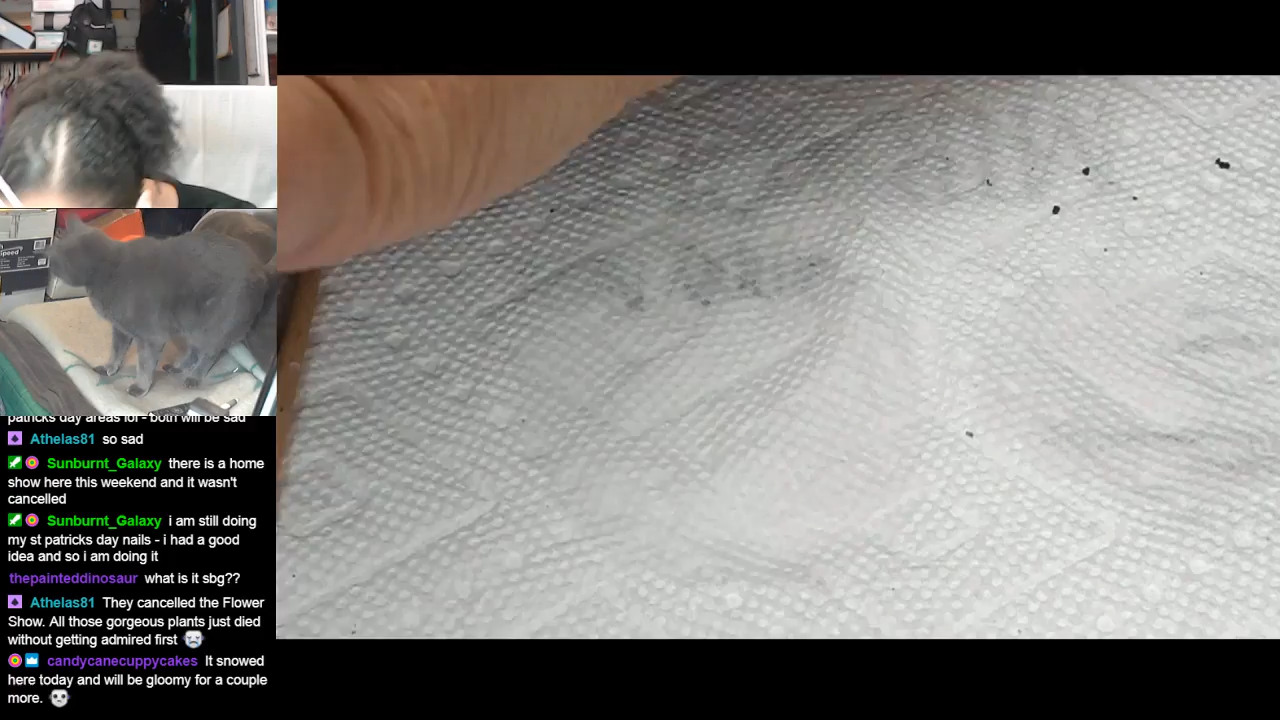 patricks day areas lol - both will be sad
Athelas81 so sad
Sunburnt_Galaxy there is a home
show here this weekend and it wasn't
cancelled
Sunburnt_Galaxy i am still doing
my st patricks day nails - i had a good
idea and so i am doing it
thepainteddinosaur what is it sbg??
Athelas81 They cancelled the Flower
Show. All those gorgeous plants just died
without getting admired first
candycanecuppycakes It snowed
here today and will be gloomy for a couple
more.